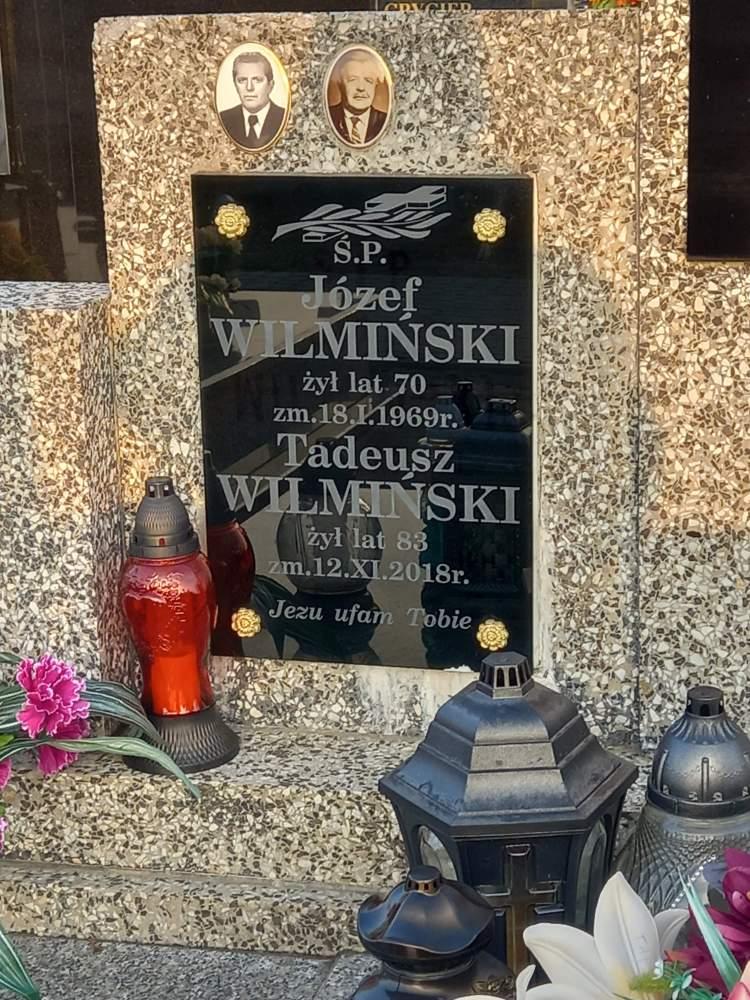 GRYGIER
Ś.P.
Józef
WILMIŃSKI
żył lat 70
zm.18.I.1969r.
Tadeusz
WILMIŃSKI
żył lat 83
zm.12.XI.2018r.
Jezu ufam Tobie